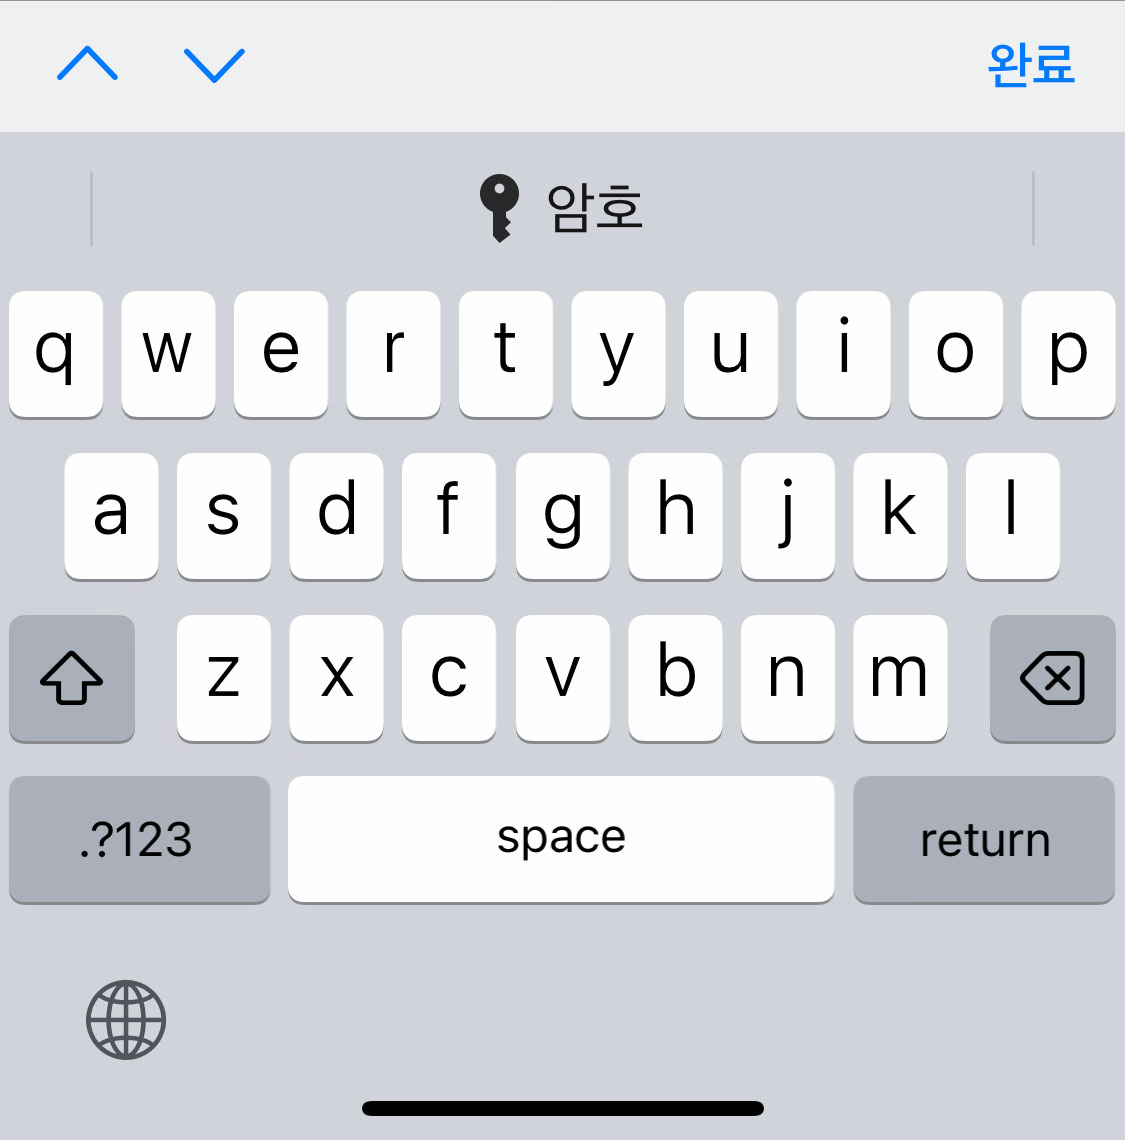 완료
암호
q w e r t y u i o p
a s d f g h j k l
z x c v b n m
.?123 space return